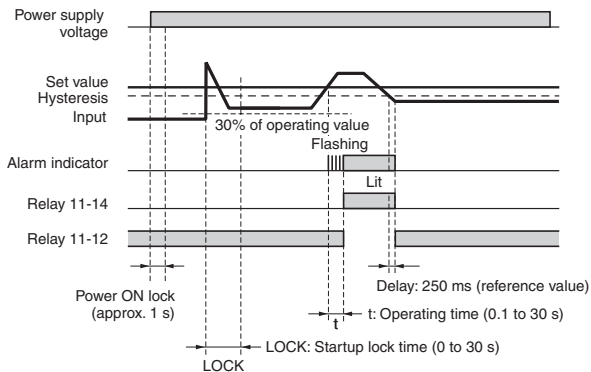 Power supply
voltage
Set value
Hysteresis
Input
30% of operating value
Flashing
Alarm indicator
Lit
Relay 11-14
Relay 11-12
Delay: 250 ms (reference value)
Power ON lock
(approx. 1 s)
t: Operating time (0.1 to 30 s)
t
LOCK: Startup lock time (0 to 30 s)
LOCK